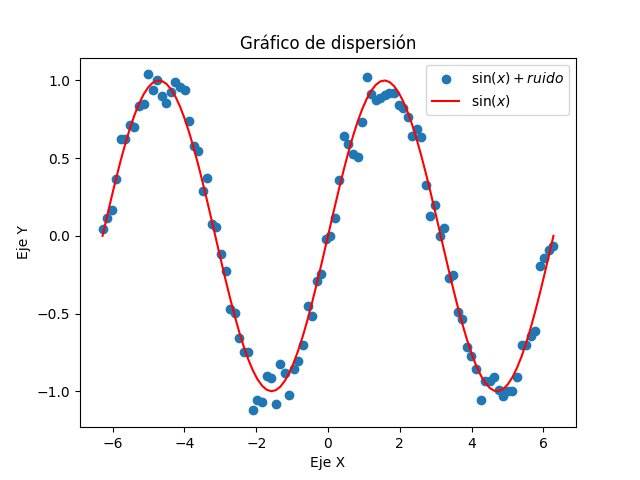 Gráfico de dispersión
sin(x) + ruido
sin(x)
Eje Y
1.0
0.5
0.0
−0.5
−1.0
−6 −4 −2 0 2 4 6
Eje X